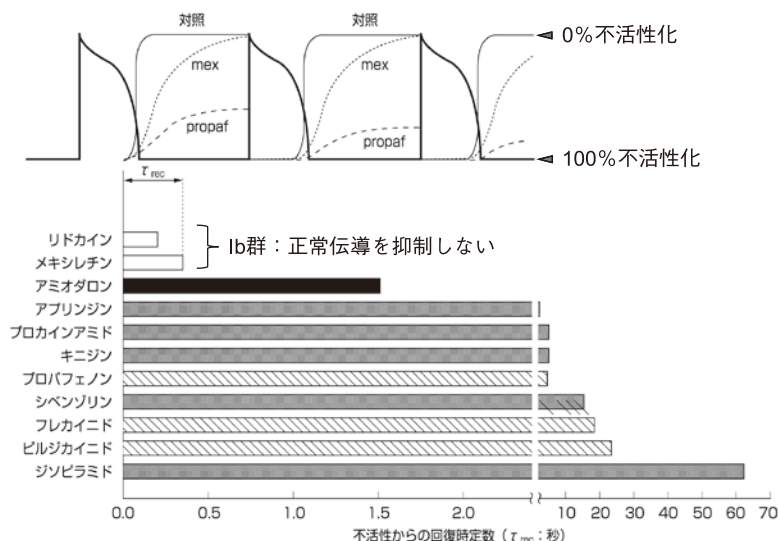 対照
対照
0%不活性化
mex
mex
propaf
propaf
100%不活性化
τrec
リドカイン
メキシレチン
Ib群：正常伝導を抑制しない
アミオダロン
アプリンジン
プロカインアミド
キニジン
プロパフェノン
シベンゾリン
フレカイニド
ピルジカイニド
ジソピラミド
0.0 0.5 1.0 1.5 2.0 10 20 30 40 50 60 70
不活性からの回復時定数（τrec：秒）